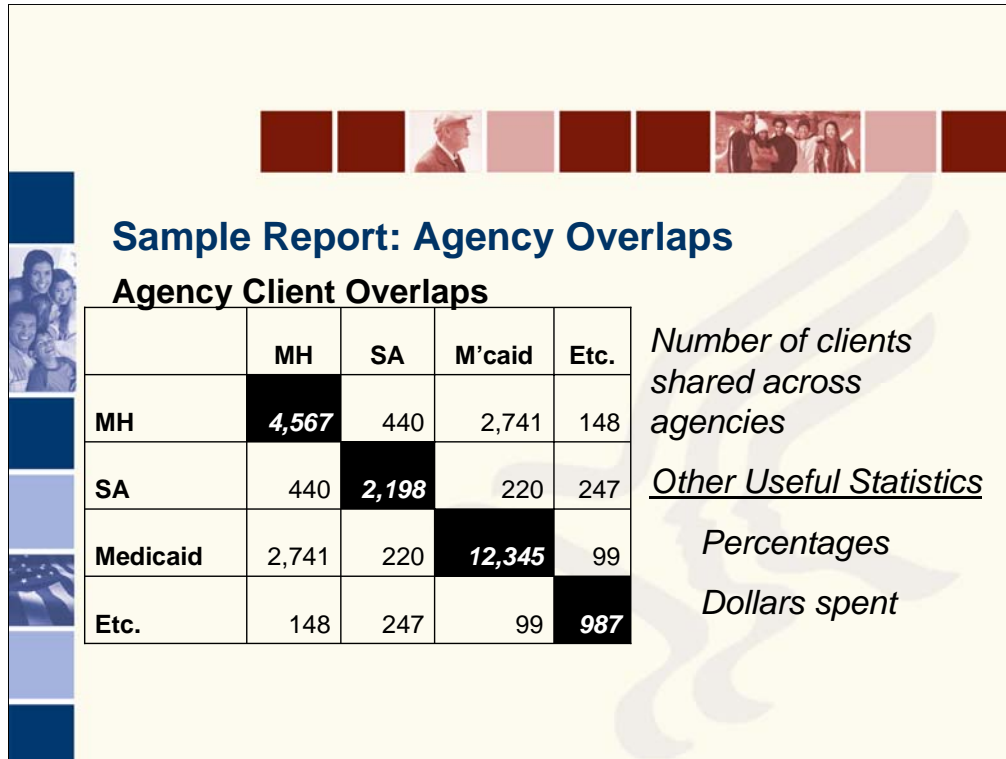 Sample Report: Agency Overlaps
Agency Client Overlaps
MH SA M’caid Etc.
MH 4,567 440 2,741 148
SA 440 2,198 220 247
Medicaid 2,741 220 12,345 99
Etc. 148 247 99 987
Number of clients
shared across
agencies
Other Useful Statistics
Percentages
Dollars spent